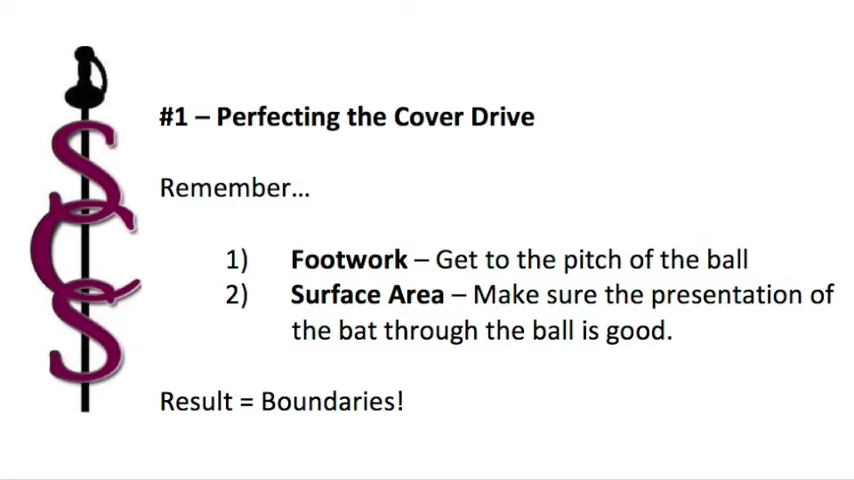 SCS
#1 – Perfecting the Cover Drive
Remember...
1) Footwork – Get to the pitch of the ball
2) Surface Area – Make sure the presentation of
the bat through the ball is good.
Result = Boundaries!